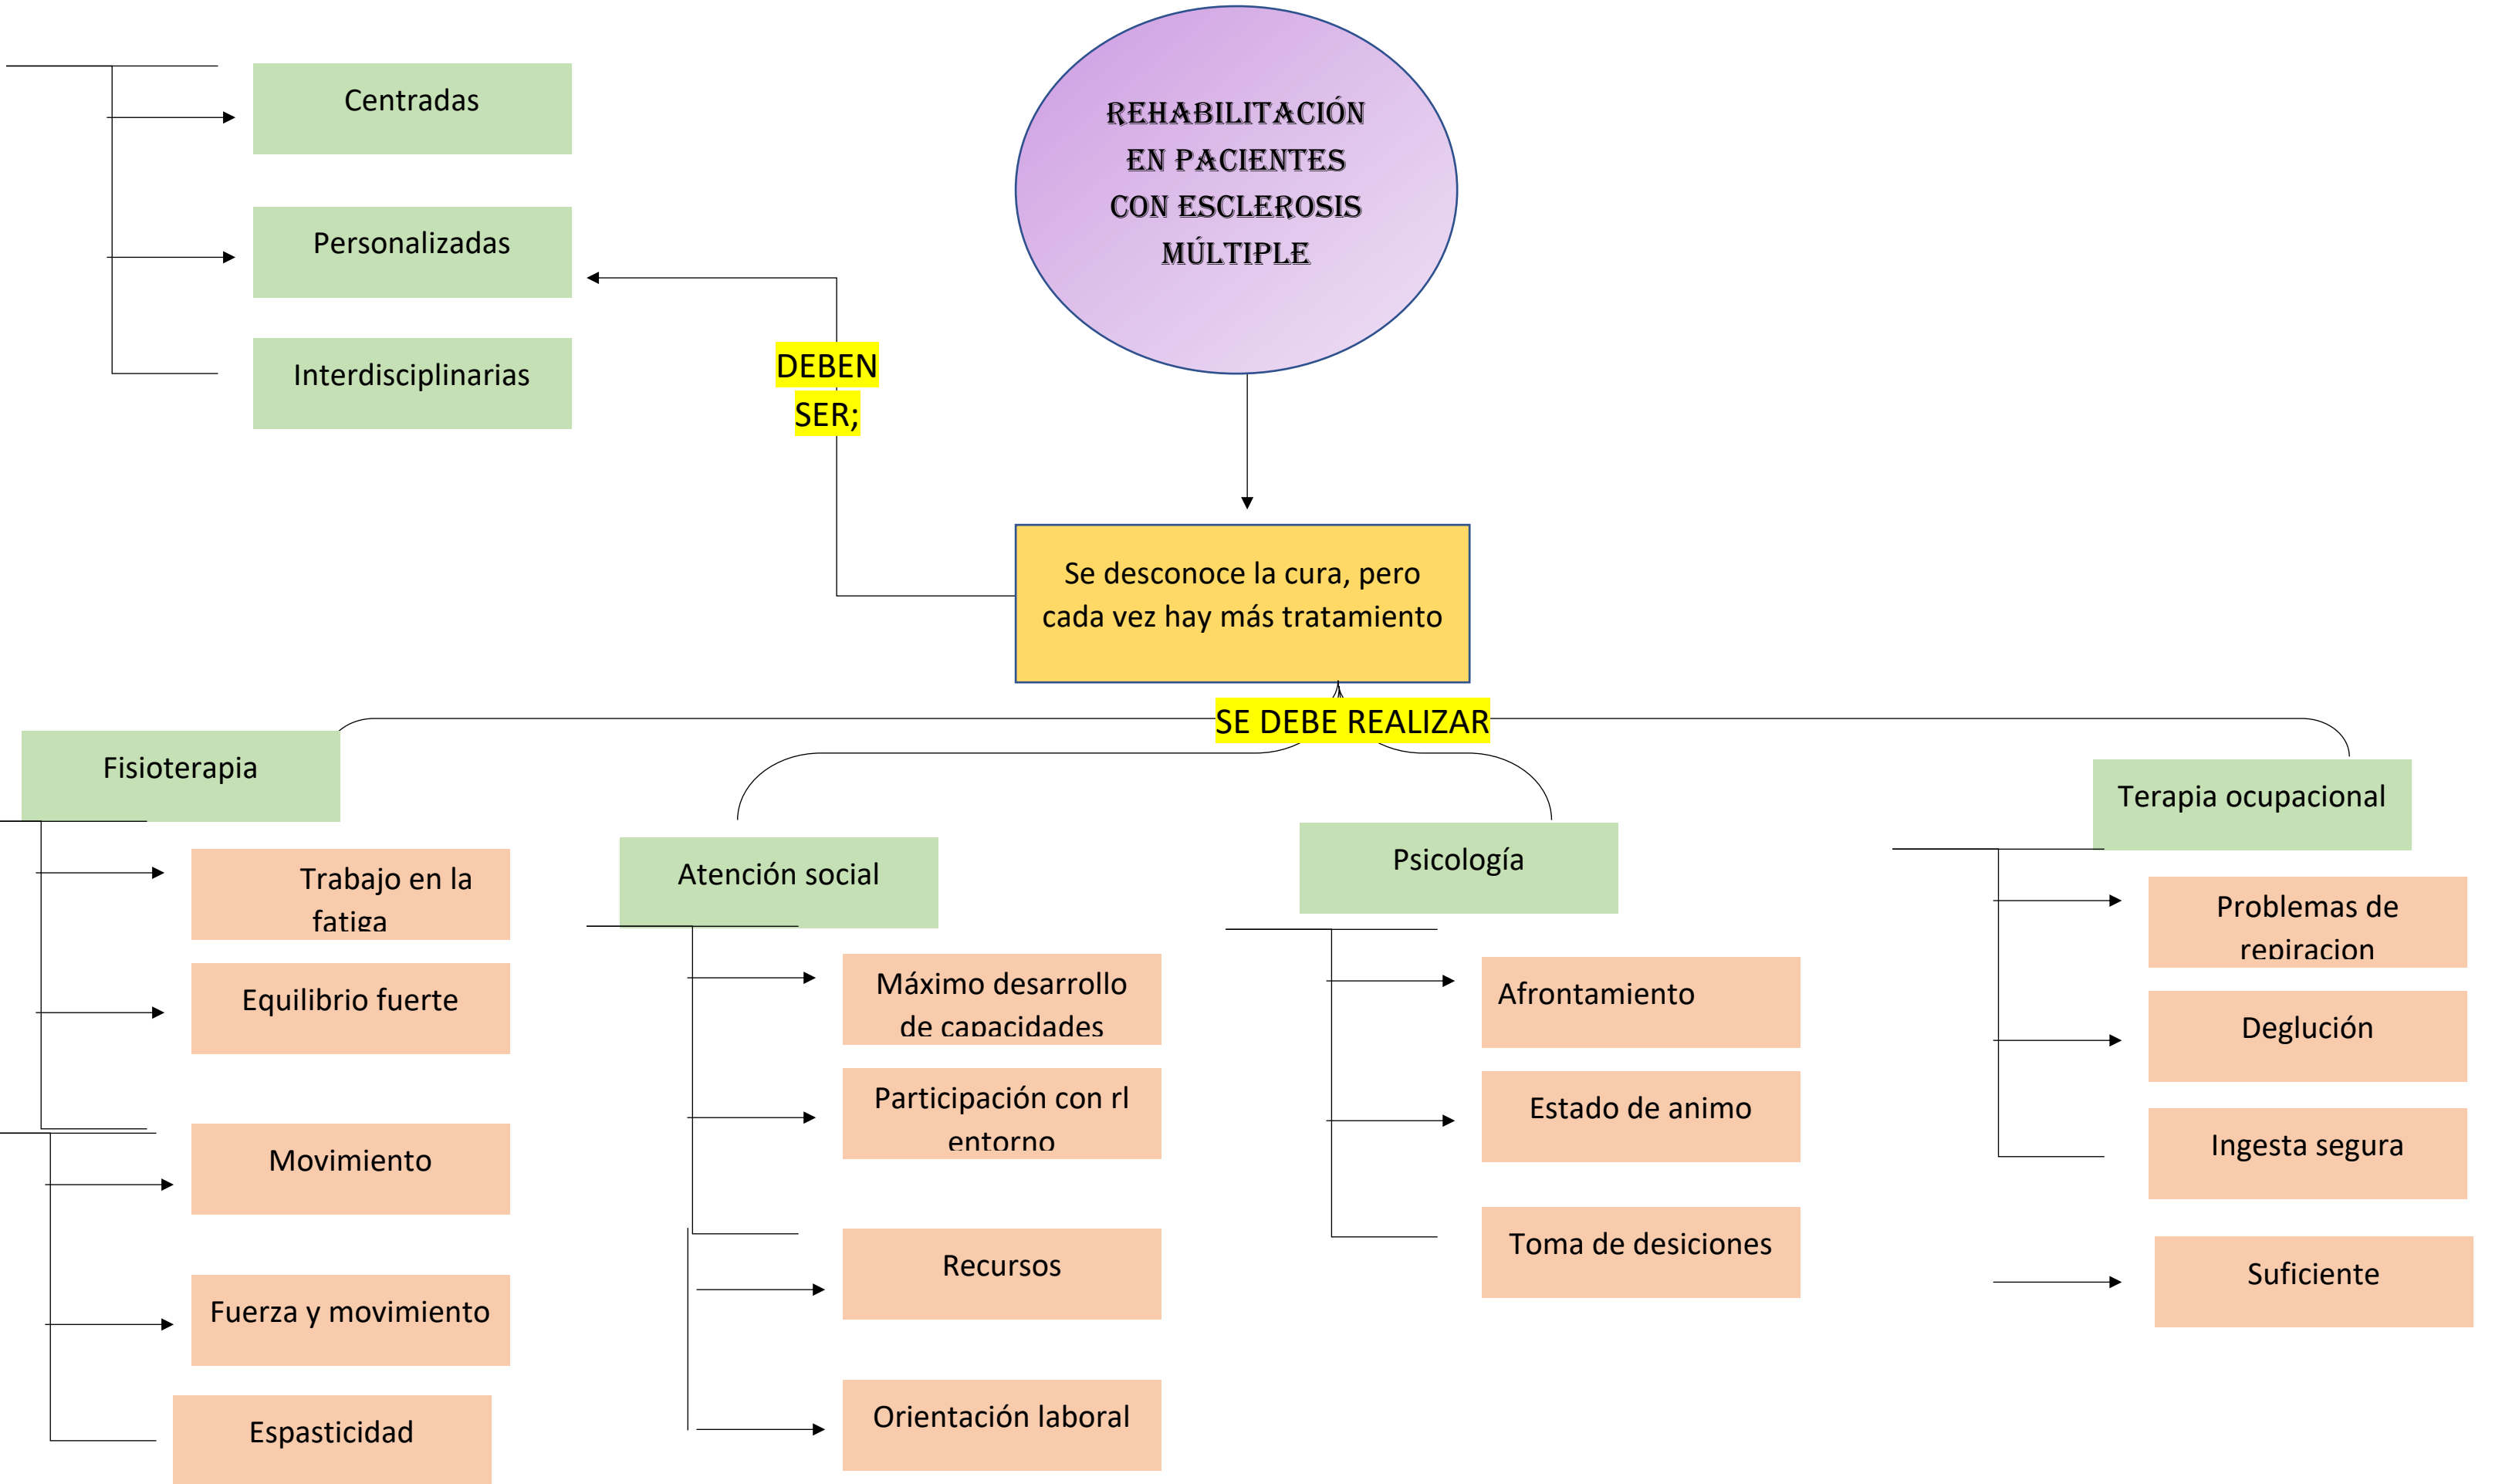 REHABILITACIÓN
EN PACIENTES
CON ESCLEROSIS
MÚLTIPLE
Centradas
Personalizadas
Interdisciplinarias
DEBEN
SER;
Se desconoce la cura, pero
cada vez hay más tratamiento
SE DEBE REALIZAR
Fisioterapia
Trabajo en la
fatiga
Equilibrio fuerte
Movimiento
Fuerza y movimiento
Espasticidad
Atención social
Máximo desarrollo
de capacidades
Participación con rl
entorno
Recursos
Orientación laboral
Psicología
Afrontamiento
Estado de animo
Toma de desiciones
Terapia ocupacional
Problemas de
repiracion
Deglución
Ingesta segura
Suficiente